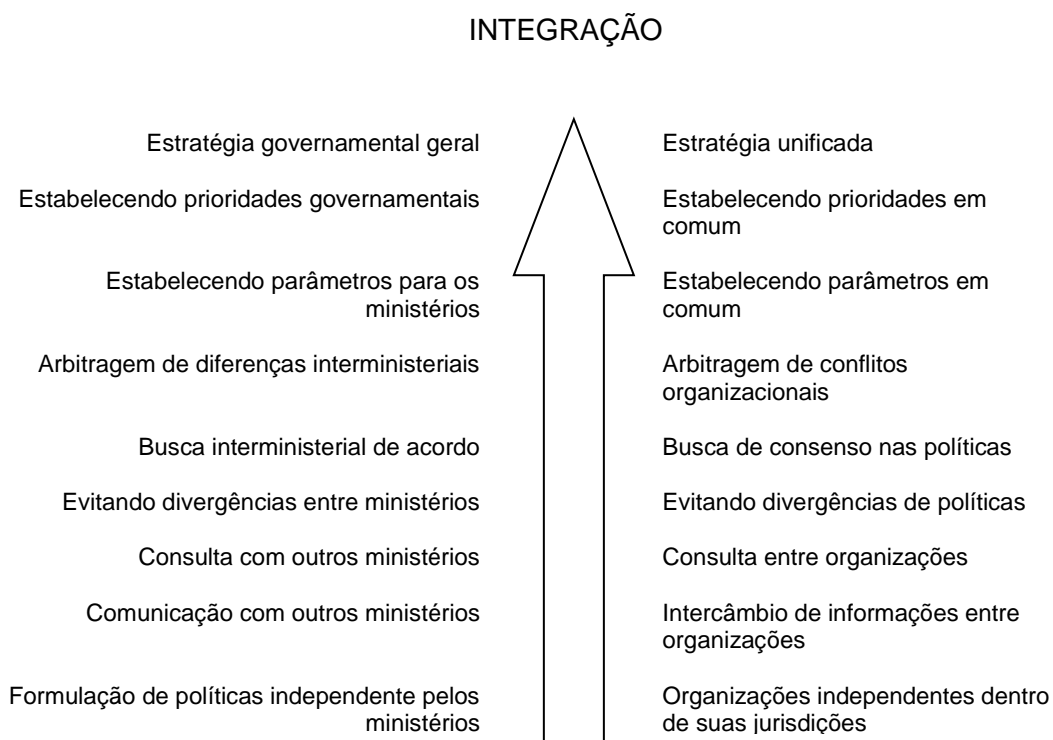 INTEGRAÇÃO
Estratégia governamental geral
Estratégia unificada
Estabelecendo prioridades governamentais
Estabelecendo prioridades em
comum
Estabelecendo parâmetros para os
ministérios
Estabelecendo parâmetros em
comum
Arbitragem de diferenças interministeriais
Arbitragem de conflitos
organizacionais
Busca interministerial de acordo
Busca de consenso nas políticas
Evitando divergências entre ministérios
Evitando divergências de políticas
Consulta com outros ministérios
Consulta entre organizações
Comunicação com outros ministérios
Intercâmbio de informações entre
organizações
Formulação de políticas independente pelos
ministérios
Organizações independentes dentro
de suas jurisdições